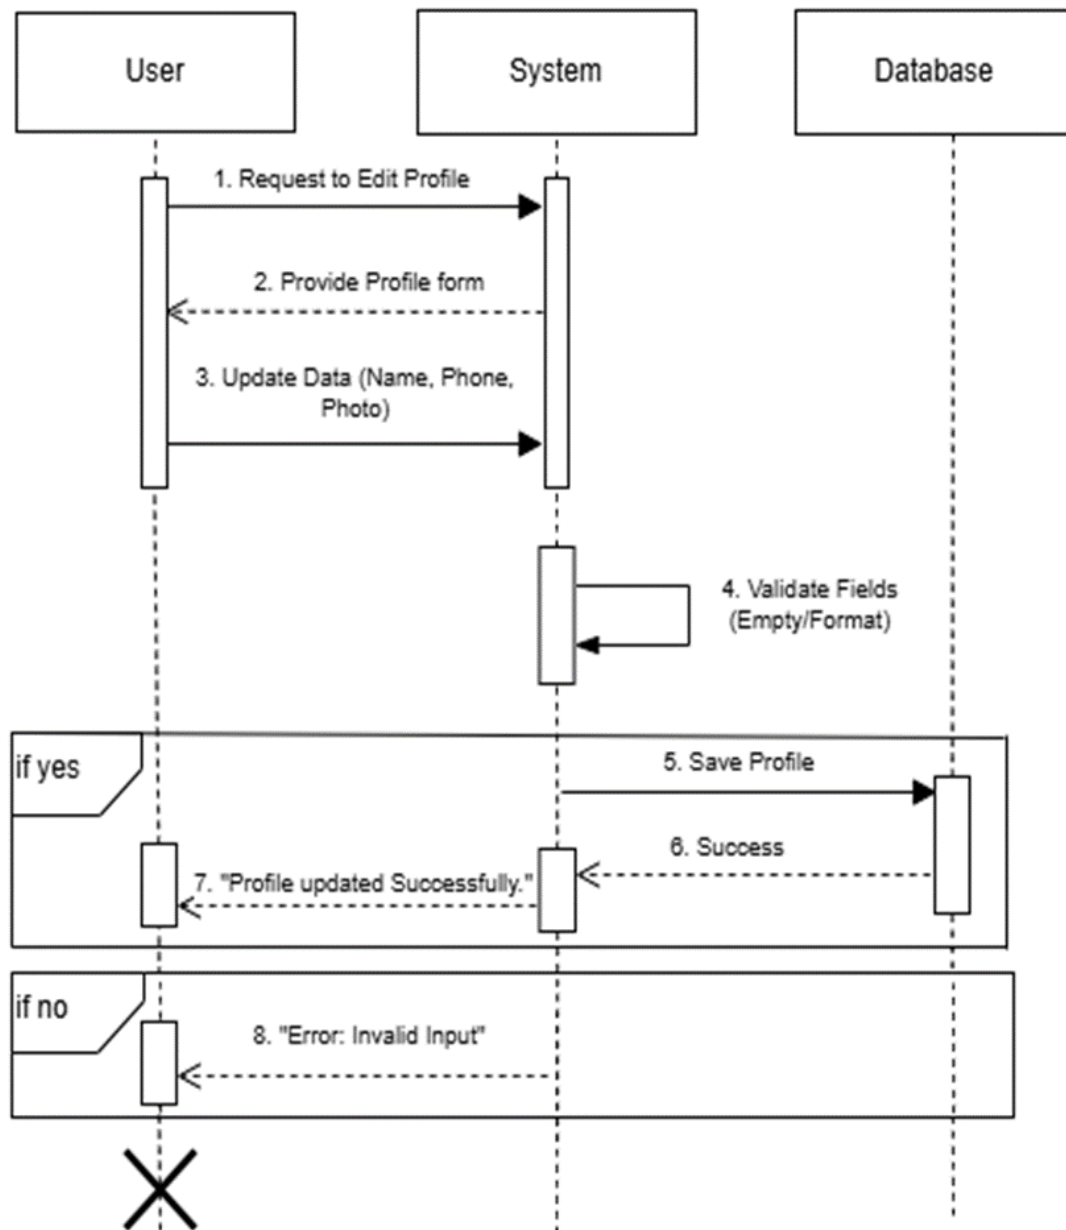 User
System
Database
1. Request to Edit Profile
2. Provide Profile form
3. Update Data (Name, Phone,
Photo)
4. Validate Fields
(Empty/Format)
if yes
5. Save Profile
6. Success
7. "Profile updated Successfully."
if no
8. "Error: Invalid Input"